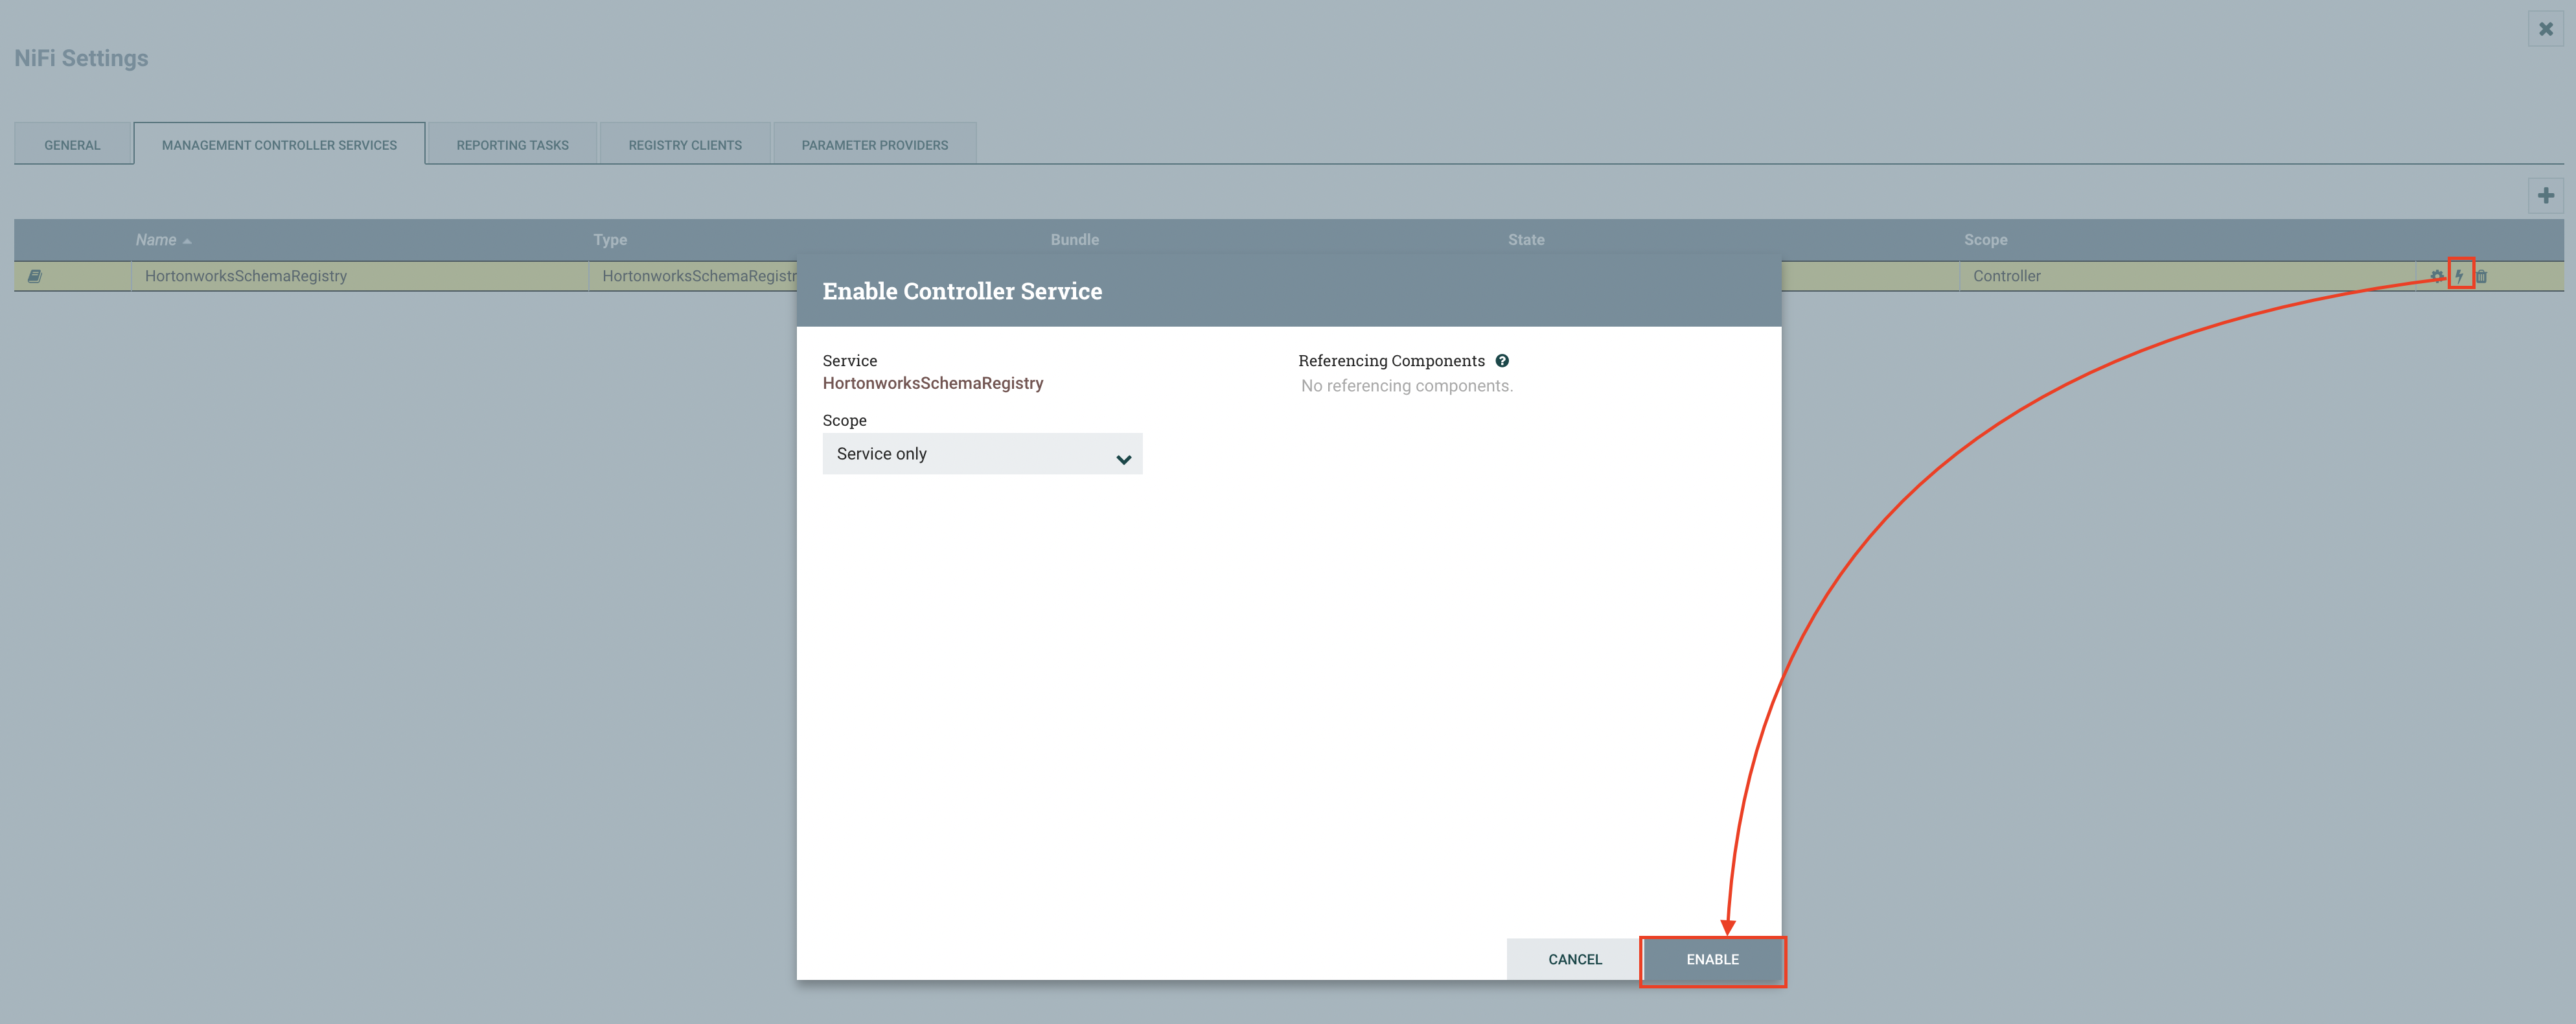 NiFi Settings
GENERAL
MANAGEMENT CONTROLLER SERVICES
REPORTING TASKS
REGISTRY CLIENTS
PARAMETER PROVIDERS
Name Type Bundle State Scope
HortonworksSchemaRegistry HortonworksSchemaRegistr Controller
Enable Controller Service
Service
HortonworksSchemaRegistry
Scope
Service only
Referencing Components
No referencing components.
CANCEL
ENABLE